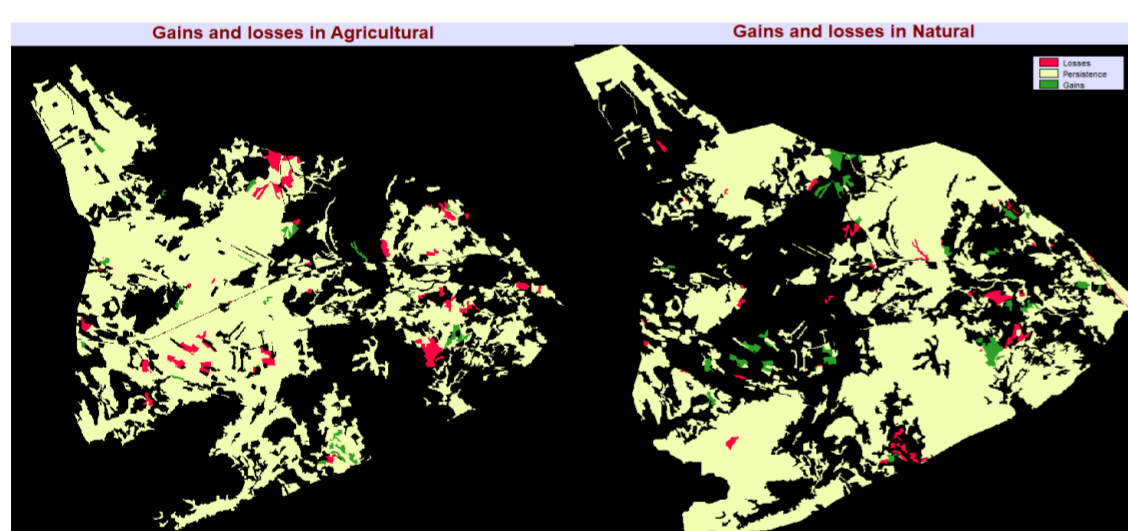 Gains and losses in Agricultural
Gains and losses in Natural
Losses
Persistence
Gains